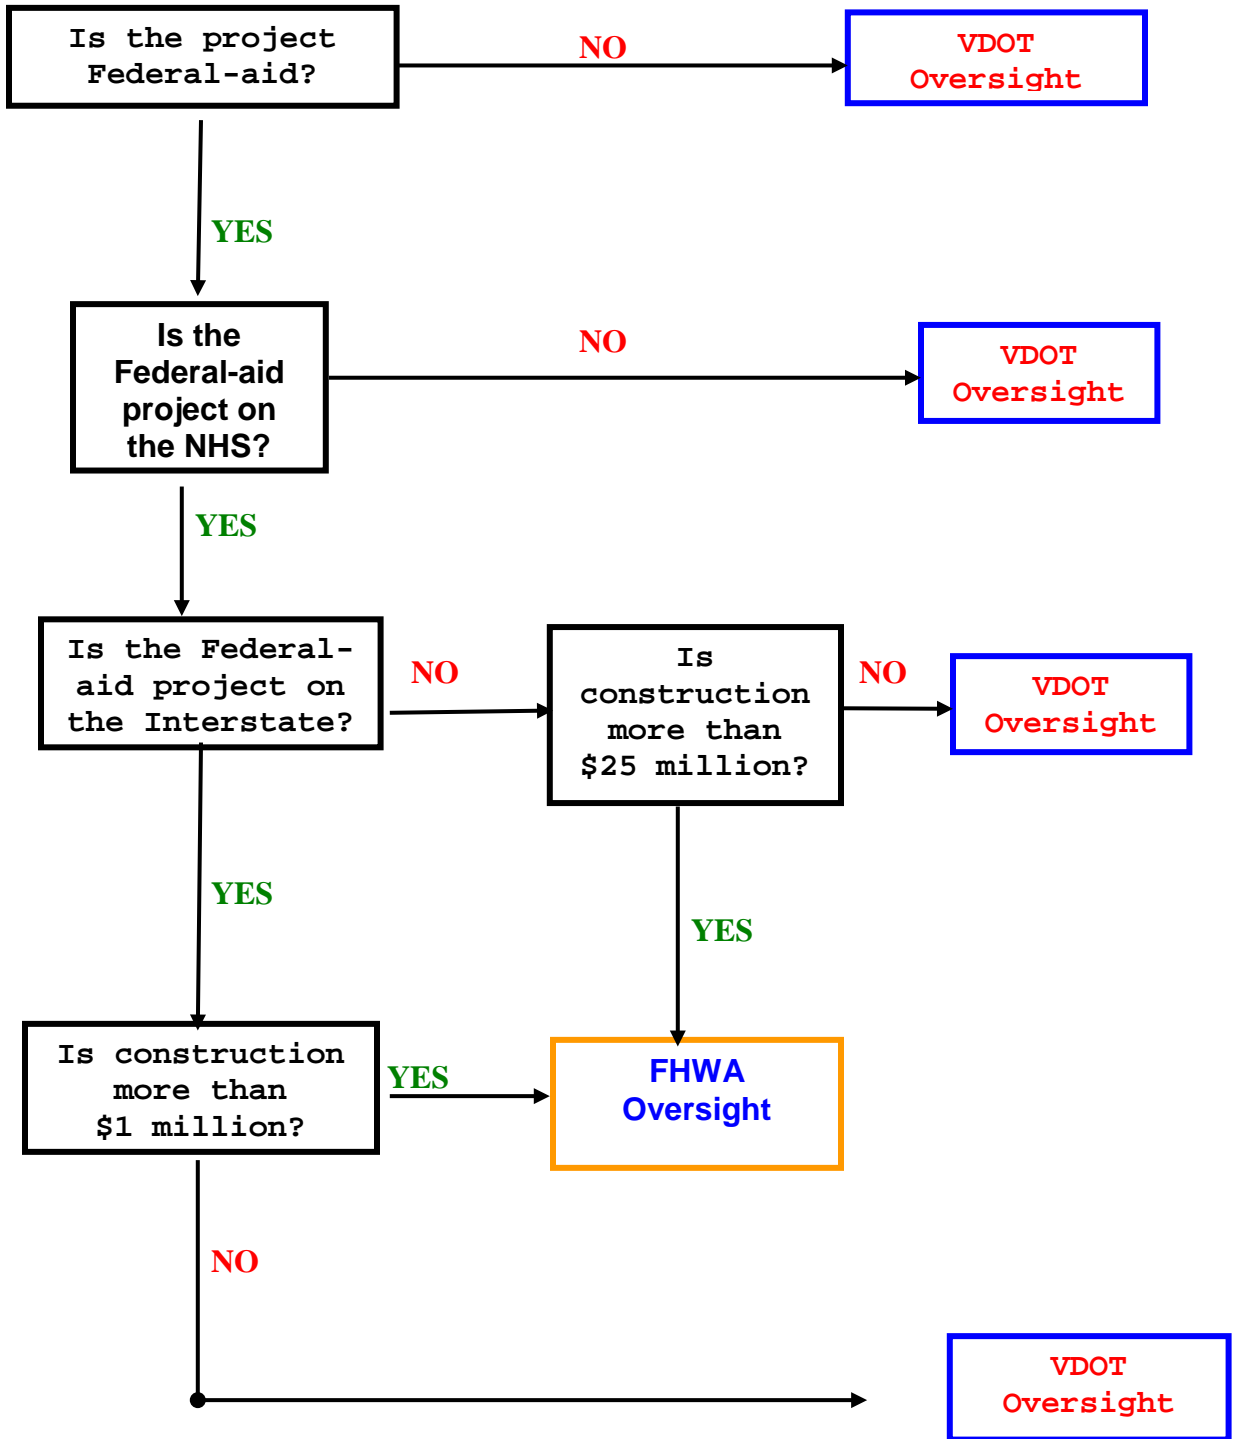 Is the project
Federal-aid?
NO
VDOT
Oversight
YES
Is the
Federal-aid
project on
the NHS?
NO
VDOT
Oversight
YES
Is the Federal-
aid project on
the Interstate?
NO
Is
construction
more than
$25 million?
NO
VDOT
Oversight
YES
YES
Is construction
more than
$1 million?
YES
FHWA
Oversight
NO
VDOT
Oversight